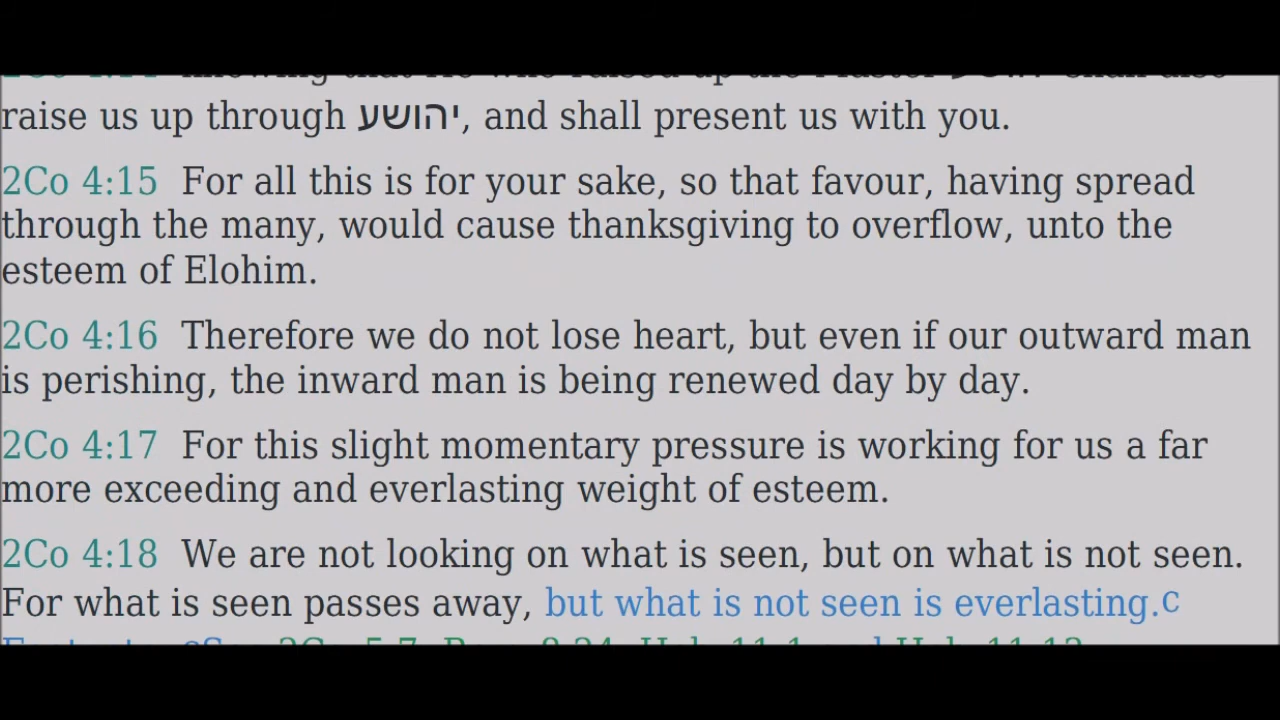 raise us up through יהושע, and shall present us with you.
2Co 4:15 For all this is for your sake, so that favour, having spread
through the many, would cause thanksgiving to overflow, unto the
esteem of Elohim.
2Co 4:16 Therefore we do not lose heart, but even if our outward man
is perishing, the inward man is being renewed day by day.
2Co 4:17 For this slight momentary pressure is working for us a far
more exceeding and everlasting weight of esteem.
2Co 4:18 We are not looking on what is seen, but on what is not seen.
For what is seen passes away, but what is not seen is everlasting.c